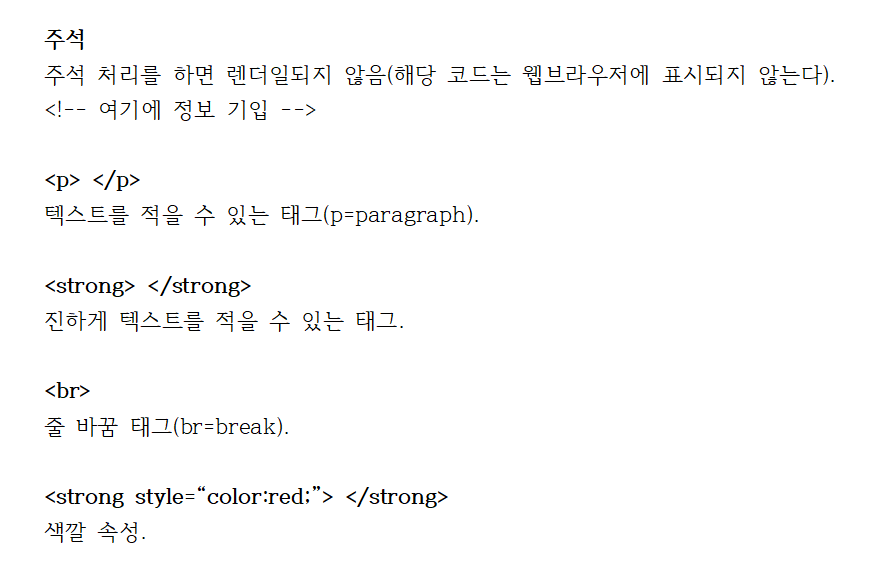 주석
주석 처리를 하면 렌더일되지 않음(해당 코드는 웹브라우저에 표시되지 않는다).
<!-- 여기에 정보 기입 -->
<p> </p>
텍스트를 적을 수 있는 태그(p=paragraph).
<strong> </strong>
진하게 텍스트를 적을 수 있는 태그.
<br>
줄 바꿈 태그(br=break).
<strong style=“color:red;”> </strong>
색깔 속성.